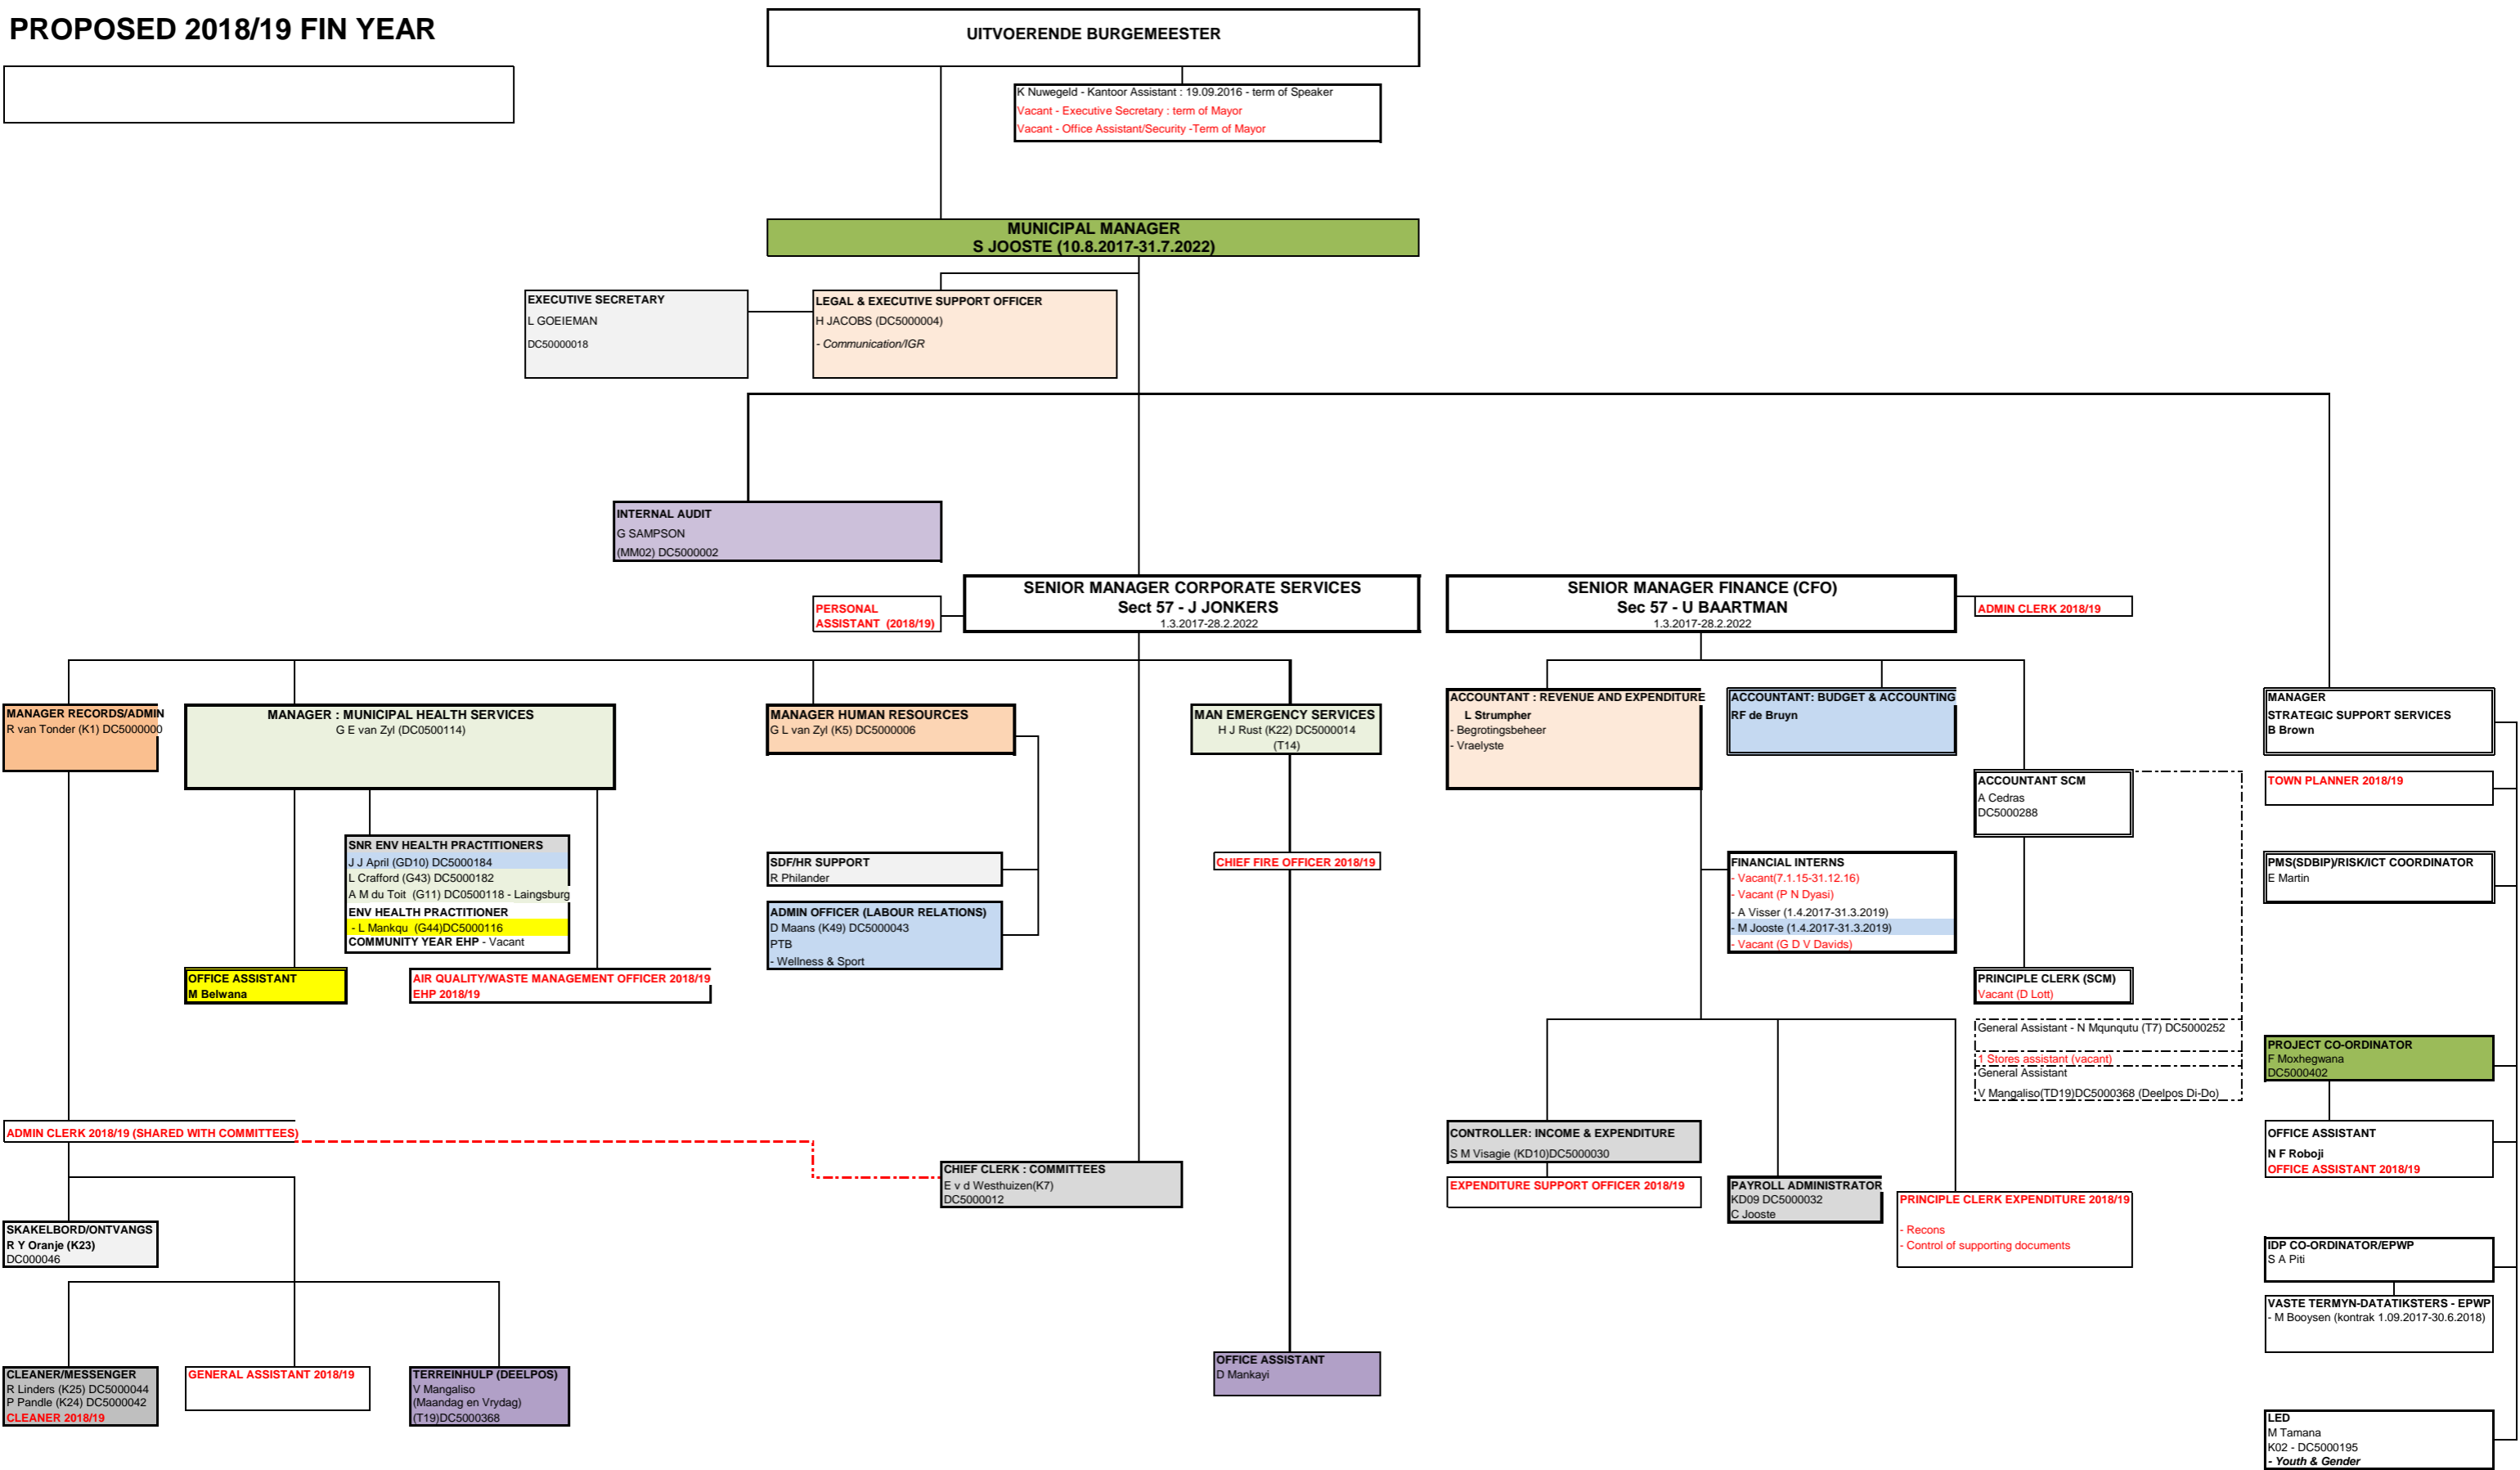 PROPOSED 2018/19 FIN YEAR
UITVOERENDE BURGEMEESTER
K Nuwegeld - Kantoor Assistant : 19.09.2016 - term of Speaker
Vacant - Executive Secretary : term of Mayor
Vacant - Office Assistant/Security -Term of Mayor
MUNICIPAL MANAGER
S JOOSTE (10.8.2017-31.7.2022)
EXECUTIVE SECRETARY
L GOEIEMAN
DC50000018
LEGAL & EXECUTIVE SUPPORT OFFICER
H JACOBS (DC5000004)
- Communication/IGR
INTERNAL AUDIT
G SAMPSON
(MM02) DC5000002
PERSONAL
ASSISTANT (2018/19)
SENIOR MANAGER CORPORATE SERVICES
Sect 57 - J JONKERS
1.3.2017-28.2.2022
SENIOR MANAGER FINANCE (CFO)
Sec 57 - U BAARTMAN
1.3.2017-28.2.2022
ADMIN CLERK 2018/19
MANAGER RECORDS/ADMIN
R van Tonder (K1) DC5000000
MANAGER : MUNICIPAL HEALTH SERVICES
G E van Zyl (DC0500114)
MANAGER HUMAN RESOURCES
G L van Zyl (K5) DC5000006
MAN EMERGENCY SERVICES
H J Rust (K22) DC5000014
(T14)
ACCOUNTANT : REVENUE AND EXPENDITURE
L Strumpher
- Begrotingsbeheer
- Vraelyste
ACCOUNTANT: BUDGET & ACCOUNTING
RF de Bruyn
MANAGER
STRATEGIC SUPPORT SERVICES
B Brown
ACCOUNTANT SCM
A Cedras
DC5000288
TOWN PLANNER 2018/19
SNR ENV HEALTH PRACTITIONERS
J J April (GD10) DC5000184
L Crafford (G43) DC5000182
A M du Toit (G11) DC0500118 - Laingsburg
ENV HEALTH PRACTITIONER
- L Mankqu (G44)DC5000116
COMMUNITY YEAR EHP - Vacant
SDF/HR SUPPORT
R Philander
CHIEF FIRE OFFICER 2018/19
FINANCIAL INTERNS
- Vacant(7.1.15-31.12.16)
- Vacant (P N Dyasi)
- A Visser (1.4.2017-31.3.2019)
- M Jooste (1.4.2017-31.3.2019)
- Vacant (G D V Davids)
PMS(SDBIP)/RISK/ICT COORDINATOR
E Martin
ADMIN OFFICER (LABOUR RELATIONS)
D Maans (K49) DC5000043
PTB
- Wellness & Sport
OFFICE ASSISTANT
M Belwana
AIR QUALITY/WASTE MANAGEMENT OFFICER 2018/19
EHP 2018/19
PRINCIPLE CLERK (SCM)
Vacant (D Lott)
General Assistant - N Mqunqutu (T7) DC5000252
1 Stores assistant (vacant)
General Assistant
V Mangaliso(TD19)DC5000368 (Deelpos Di-Do)
PROJECT CO-ORDINATOR
F Moxhegwana
DC5000402
ADMIN CLERK 2018/19 (SHARED WITH COMMITTEES)
CHIEF CLERK : COMMITTEES
E v d Westhuizen(K7)
DC5000012
CONTROLLER: INCOME & EXPENDITURE
S M Visagie (KD10)DC5000030
EXPENDITURE SUPPORT OFFICER 2018/19
PAYROLL ADMINISTRATOR
KD09 DC5000032
C Jooste
PRINCIPLE CLERK EXPENDITURE 2018/19
- Recons
- Control of supporting documents
OFFICE ASSISTANT
N F Roboji
OFFICE ASSISTANT 2018/19
SKAKELBORD/ONTVANGS
R Y Oranje (K23)
DC000046
IDP CO-ORDINATOR/EPWP
S A Piti
VASTE TERMYN-DATATIKSTERS - EPWP
- M Booysen (kontrak 1.09.2017-30.6.2018)
CLEANER/MESSENGER
R Linders (K25) DC5000044
P Pandle (K24) DC5000042
CLEANER 2018/19
GENERAL ASSISTANT 2018/19
TERREINHULP (DEELPOS)
V Mangaliso
(Maandag en Vrydag)
(T19)DC5000368
OFFICE ASSISTANT
D Mankayi
LED
M Tamana
K02 - DC5000195
- Youth & Gender